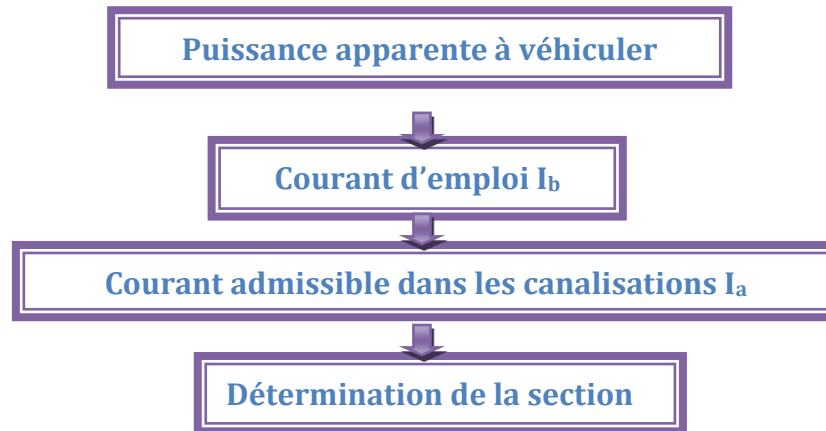 Puissance apparente à véhiculer
Courant d’emploi Ib
Courant admissible dans les canalisations Ia
Détermination de la section